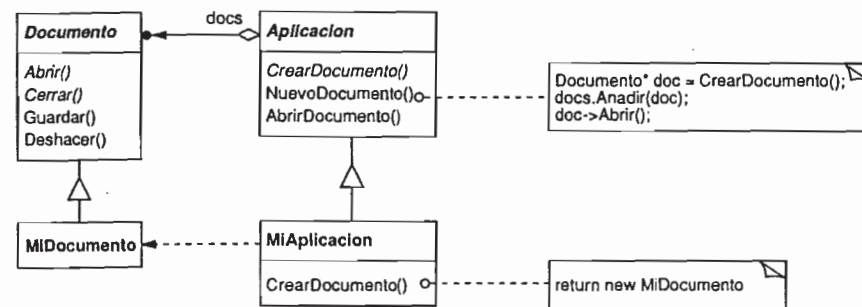 docs
Documento
Abrir()
Cerrar()
Guardar()
Deshacer()
Aplicacion
CrearDocumento()
NuevoDocumento()
AbrirDocumento()
Documento* doc = CrearDocumento();
docs.Anadir(doc);
doc->Abrir();
MiDocumento
MiAplicacion
CrearDocumento()
return new MiDocumento